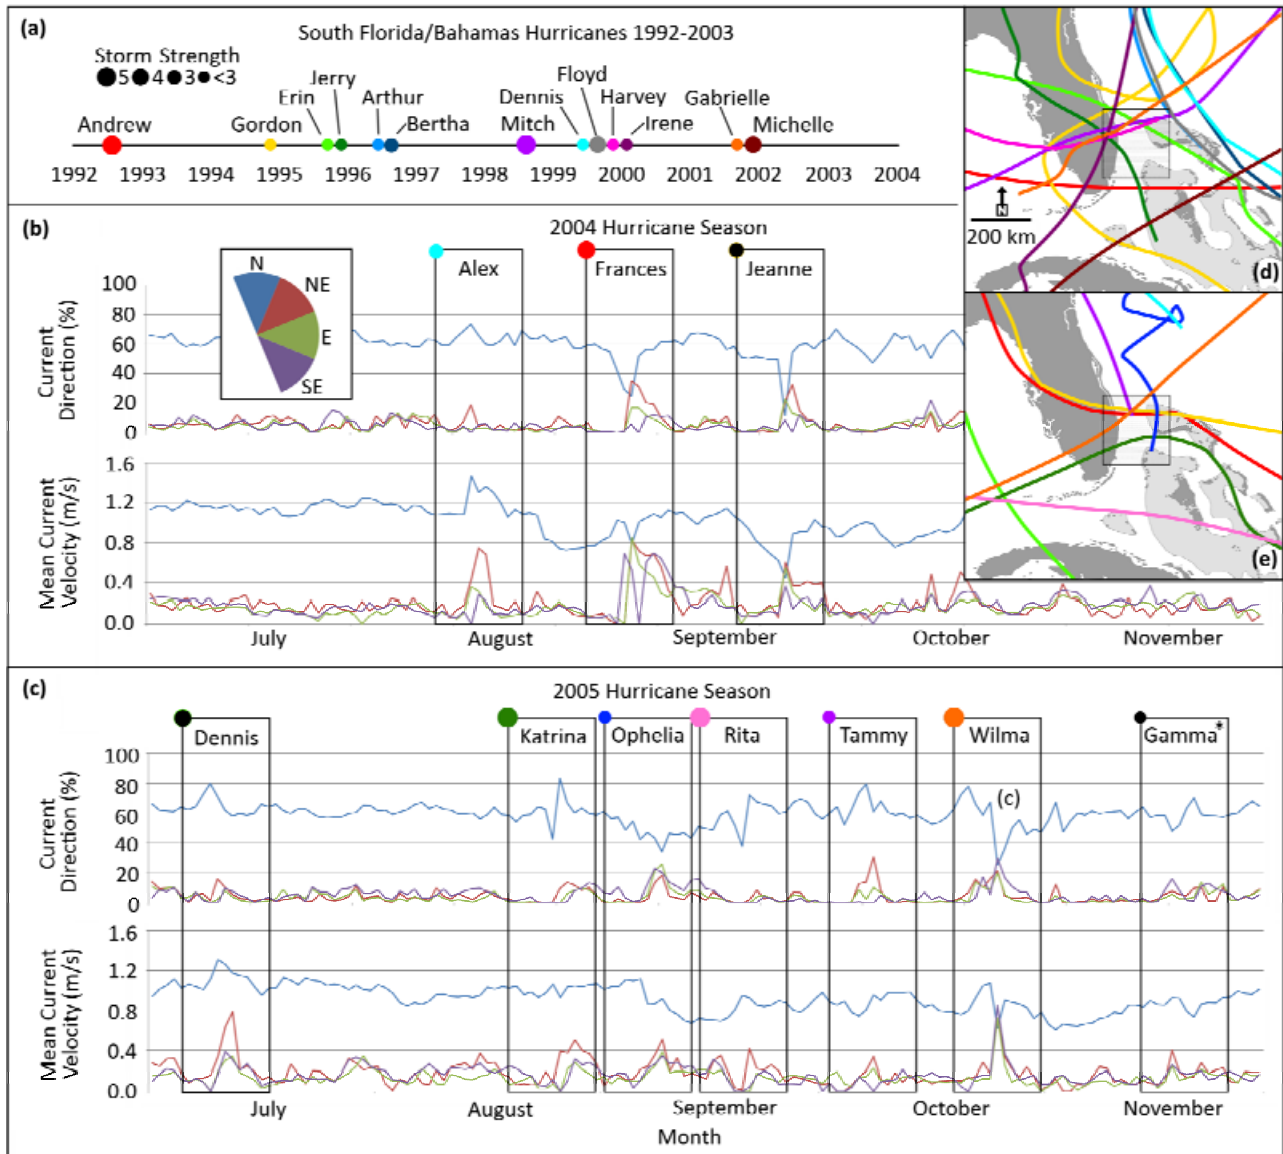 (a)
South Florida/Bahamas Hurricanes 1992-2003
Storm Strength
5 4 3 <3
Andrew
Gordon
Erin
Jerry
Arthur
Bertha
Mitch
Dennis
Floyd
Harvey
Irene
Gabrielle
Michelle
1992 1993 1994 1995 1996 1997 1998 1999 2000 2001 2002 2003 2004
N
200 km
(d)
(e)
(b)
2004 Hurricane Season
Alex
Frances
Jeanne
N
NE
E
SE
Current
Direction (%)
100
80
60
40
20
0
Mean Current
Velocity (m/s)
1.6
1.2
0.8
0.4
0.0
July August September October November
(c)
2005 Hurricane Season
Dennis
Katrina
Ophelia
Rita
Tammy
Wilma
Gamma*
(c)
Current
Direction (%)
100
80
60
40
20
0
Mean Current
Velocity (m/s)
1.6
1.2
0.8
0.4
0.0
July August September October November
Month